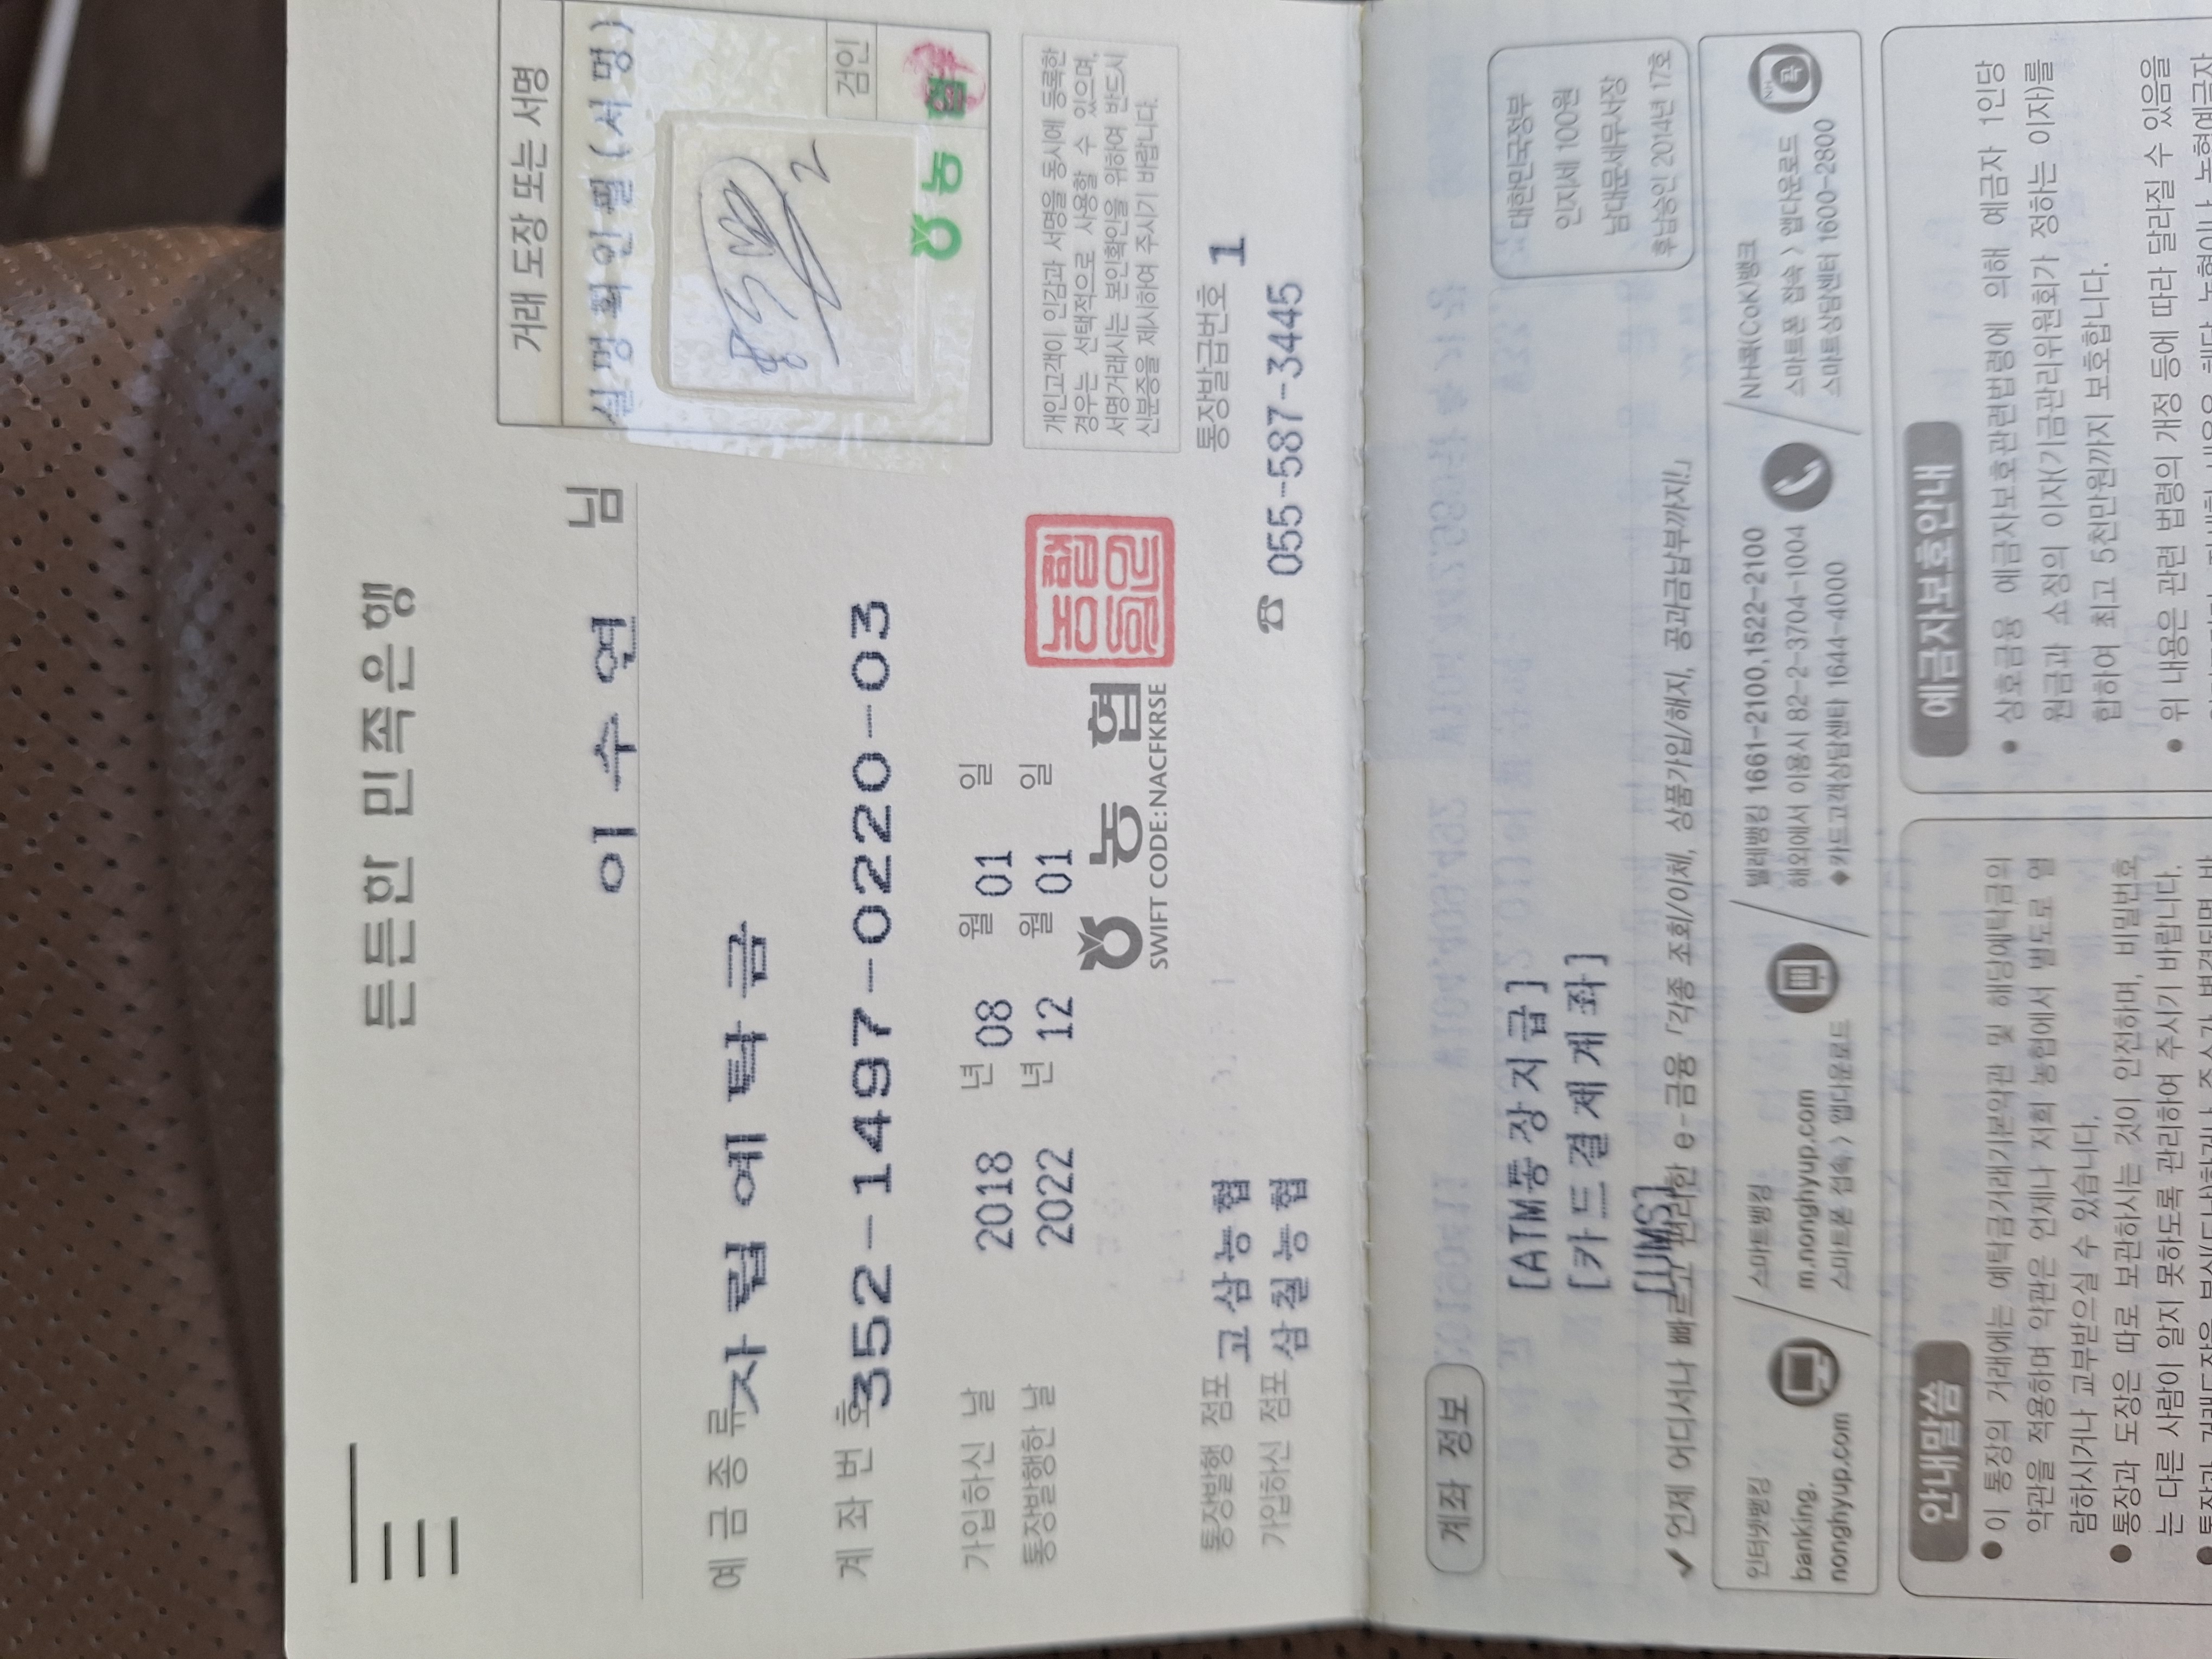 든든한 민족은행
이 수 연 님
거래 도장 또는 서명
실명확인필(서명)
검인
농협
예 금 종 류 자립예탁금
계 좌 번 호 352-1497-0220-03
가입하신 날 2018 년 08 월 01 일
통장발행한 날 2022 년 12 월 01 일
농협
SWIFT CODE:NACFKRSE
농협은인
개인고객이 인감과 서명을 동시에 등록한
경우는 선택적으로 사용할 수 있으며,
서명거래시는 본인확인을 위하여 반드시
신분증을 제시하여 주시기 바랍니다.
통장발급번호 1
통장발행 점포 고삼농협
가입하신 점포 삼칠농협
☎ 055-587-3445
계좌 정보
[ATM통장지급]
[카드결제계좌]
[UMS]
대한민국정부
인지세 100원
남대문세무서장
후납승인 2014년 17호
✔ 언제 어디서나 빠르고 편리한 e-금융 「각종 조회/이체, 상품가입/해지, 공과금납부까지!」
인터넷뱅킹
banking.
nonghyup.com
스마트뱅킹
m.nonghyup.com
스마트폰 접속 > 앱다운로드
텔레뱅킹 1661-2100,1522-2100
해외에서 이용시 82-2-3704-1004
◆카드고객상담센터 1644-4000
NH콕(CoK)뱅크
스마트폰 접속 > 앱다운로드
스마트상담센터 1600-2800
NH
콕
안내말씀
● 이 통장의 거래에는 예탁금거래기본약관 및 해당예탁금의
약관을 적용하며 약관은 언제나 저희 농협에서 별도로 열
람하시거나 교부받으실 수 있습니다.
● 통장과 도장은 따로 보관하시는 것이 안전하며, 비밀번호
는 다른 사람이 알지 못하도록 관리하여 주시기 바랍니다.
예금자보호안내
● 상호금융 예금자보호관련법령에 의해 예금자 1인당
원금과 소정의 이자(기금관리위원회가 정하는 이자)를
합하여 최고 5천만원까지 보호합니다.
● 위 내용은 관련 법령의 개정 등에 따라 달라질 수 있음을